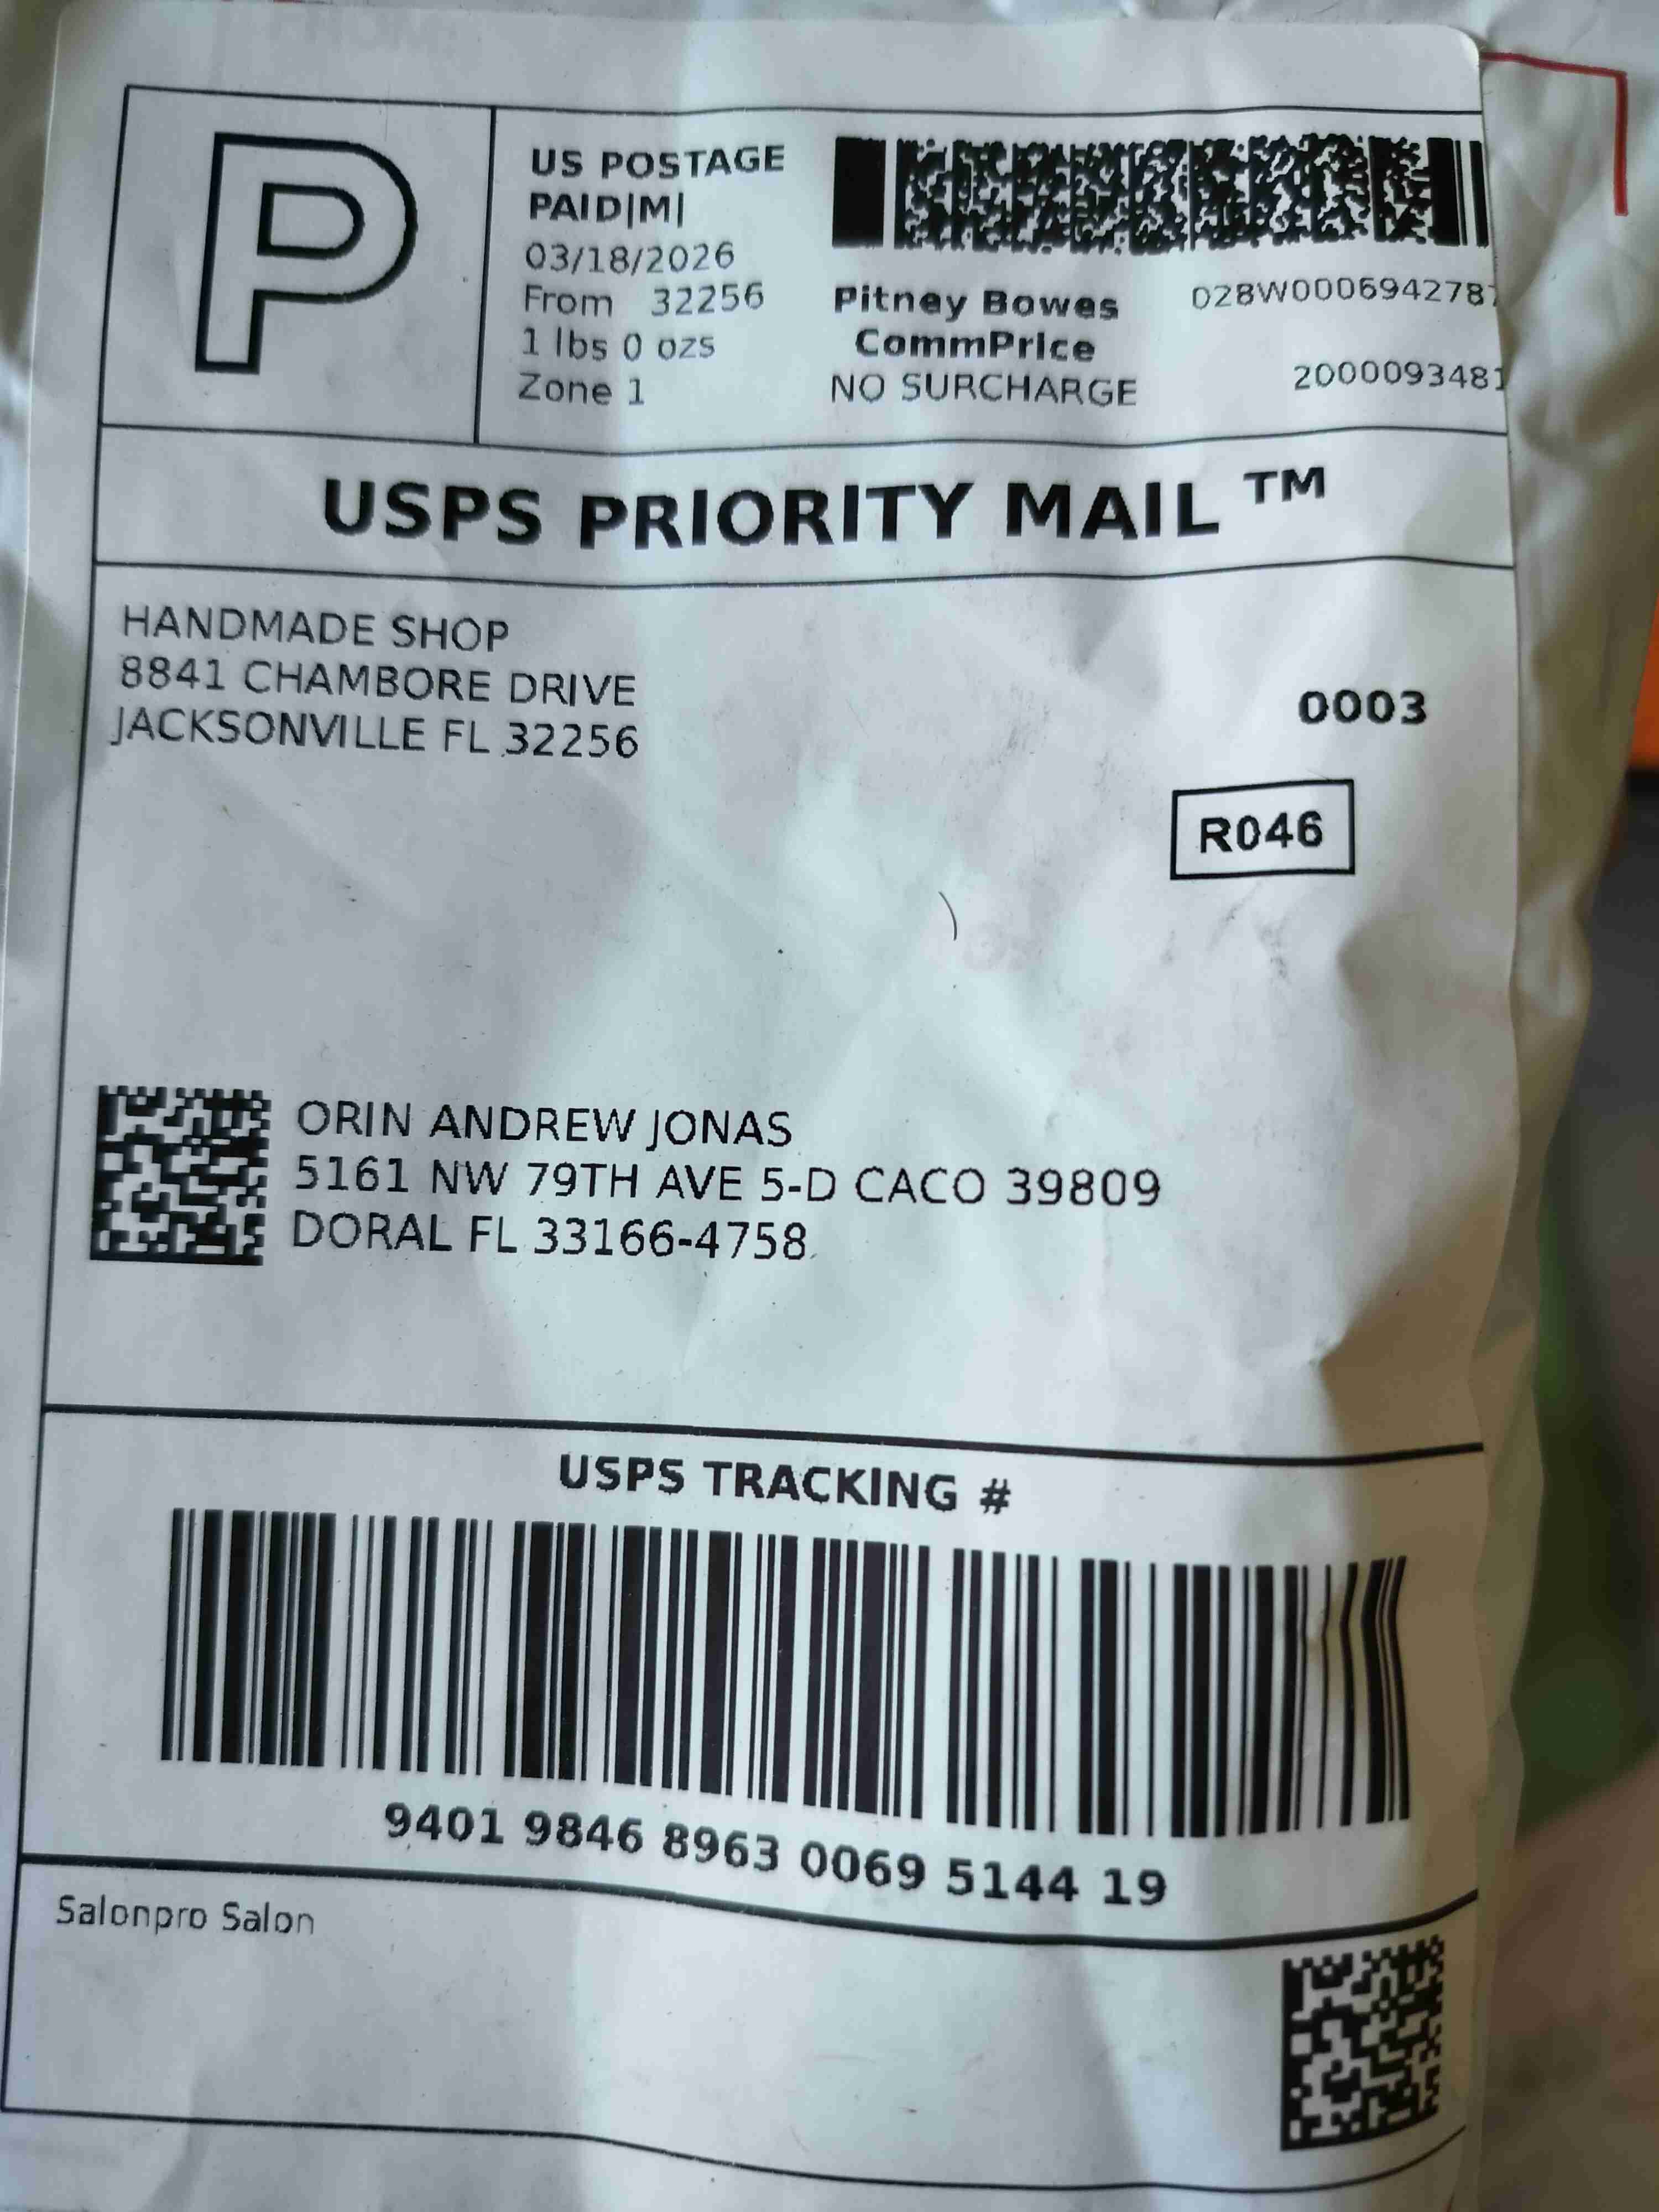 P
US POSTAGE
PAID|M|
03/18/2026
From 32256
1 lbs 0 ozs
Zone 1
Pitney Bowes
CommPrice
NO SURCHARGE
028W0006942787
2000093481
USPS PRIORITY MAIL ™
HANDMADE SHOP
8841 CHAMBORE DRIVE
JACKSONVILLE FL 32256
0003
R046
ORIN ANDREW JONAS
5161 NW 79TH AVE 5-D CACO 39809
DORAL FL 33166-4758
USPS TRACKING #
9401 9846 8963 0069 5144 19
Salonpro Salon